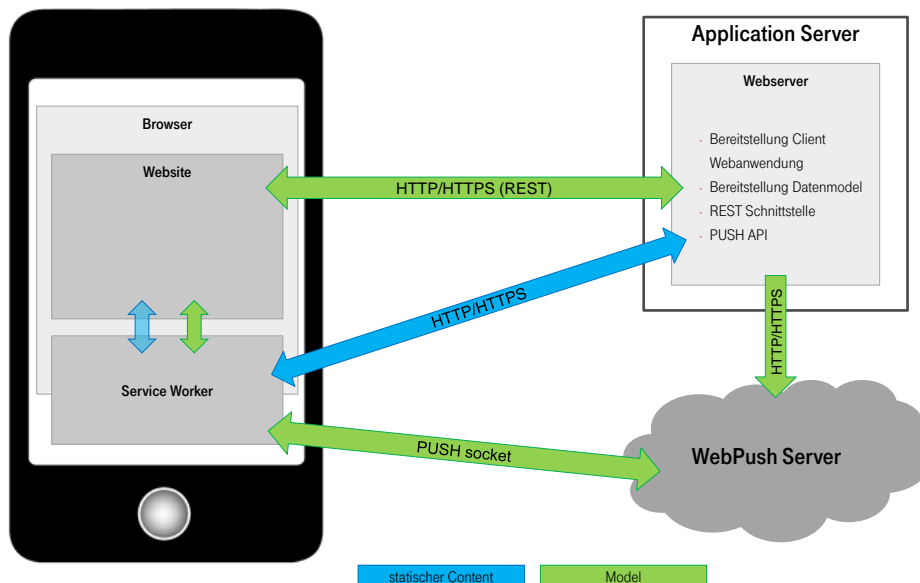 Application Server
Webserver
- Bereitstellung Client
Webanwendung
- Bereitstellung Datenmodel
- REST Schnittstelle
- PUSH API
Browser
Website
HTTP/HTTPS (REST)
HTTP/HTTPS
HTTP/HTTPS
Service Worker
PUSH socket
WebPush Server
statischer Content
Model